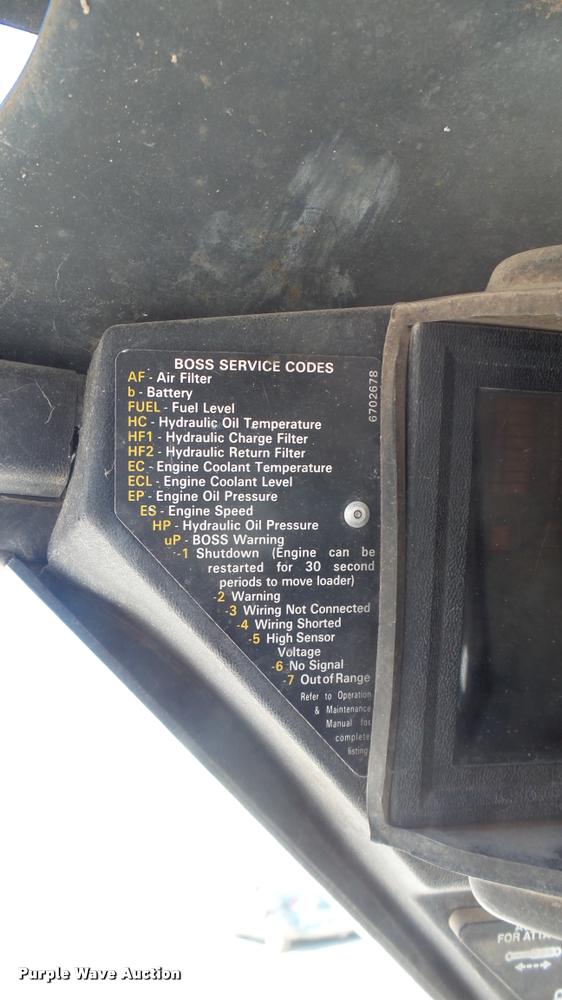 BOSS SERVICE CODES
AF - Air Filter
b - Battery
FUEL - Fuel Level
HC - Hydraulic Oil Temperature
HF1 - Hydraulic Charge Filter
HF2 - Hydraulic Return Filter
EC - Engine Coolant Temperature
ECL - Engine Coolant Level
EP - Engine Oil Pressure
ES - Engine Speed
HP - Hydraulic Oil Pressure
uP - BOSS Warning
-1 Shutdown (Engine can be
restarted for 30 second
periods to move loader)
-2 Warning
-3 Wiring Not Connected
-4 Wiring Shorted
-5 High Sensor
Voltage
-6 No Signal
-7 Out of Range
Refer to Operation
& Maintenance
Manual for
complete
listing
6702678
FOR
Purple Wave Auction